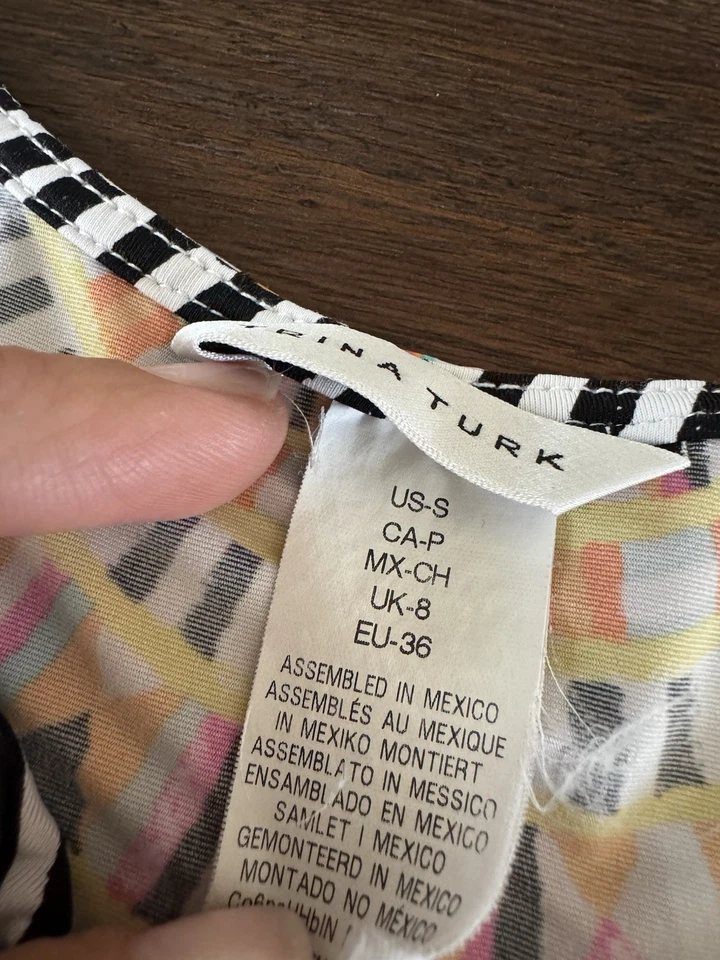 RINA TURK
US-S
CA-P
MX-CH
UK-8
EU-36
ASSEMBLED IN MEXICO
ASSEMBLÉS AU MEXIQUE
IN MEXIKO MONTIERT
ASSEMBLATO IN MESSICO
ENSAMBLADO EN MEXICO
SAMLET I MEXICO
GEMONTEERD IN MEXICO
MONTADO NO MÉXICO